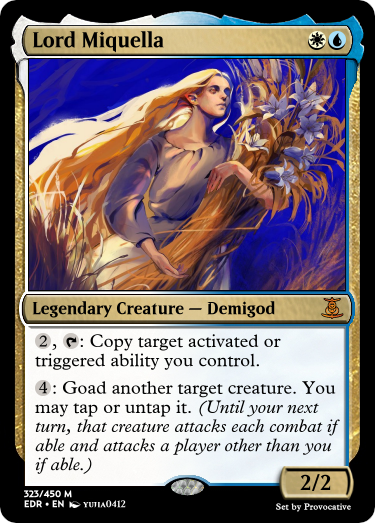 Lord Miquella
Legendary Creature — Demigod
2, T: Copy target activated or
triggered ability you control.
4: Goad another target creature. You
may tap or untap it. (Until your next
turn, that creature attacks each combat if
able and attacks a player other than you
if able.)
2/2
323/450 M
EDR • EN YUHA0412
Set by Provocative